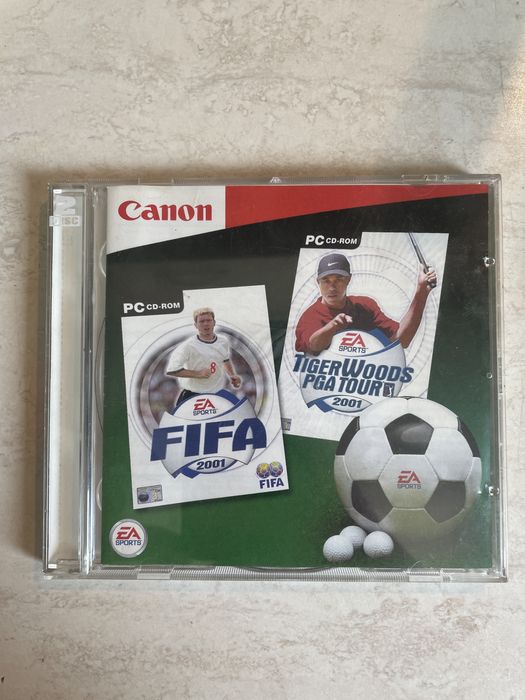 2
DISC
Canon
PC CD-ROM
EA
SPORTS
TIGER WOODS
PGA TOUR
2001
PC CD-ROM
8
EA
SPORTS
FIFA
2001
FIFA
EA
SPORTS
EA
SPORTS